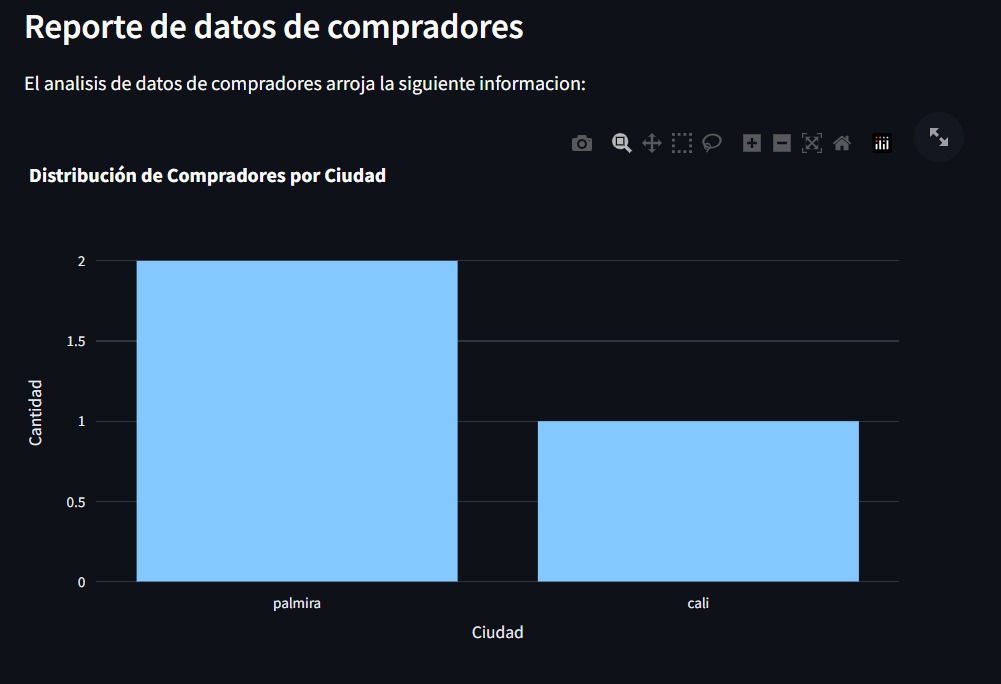 Reporte de datos de compradores
El analisis de datos de compradores arroja la siguiente informacion:
Distribución de Compradores por Ciudad
2
1.5
1
0.5
0
Cantidad
palmira
cali
Ciudad